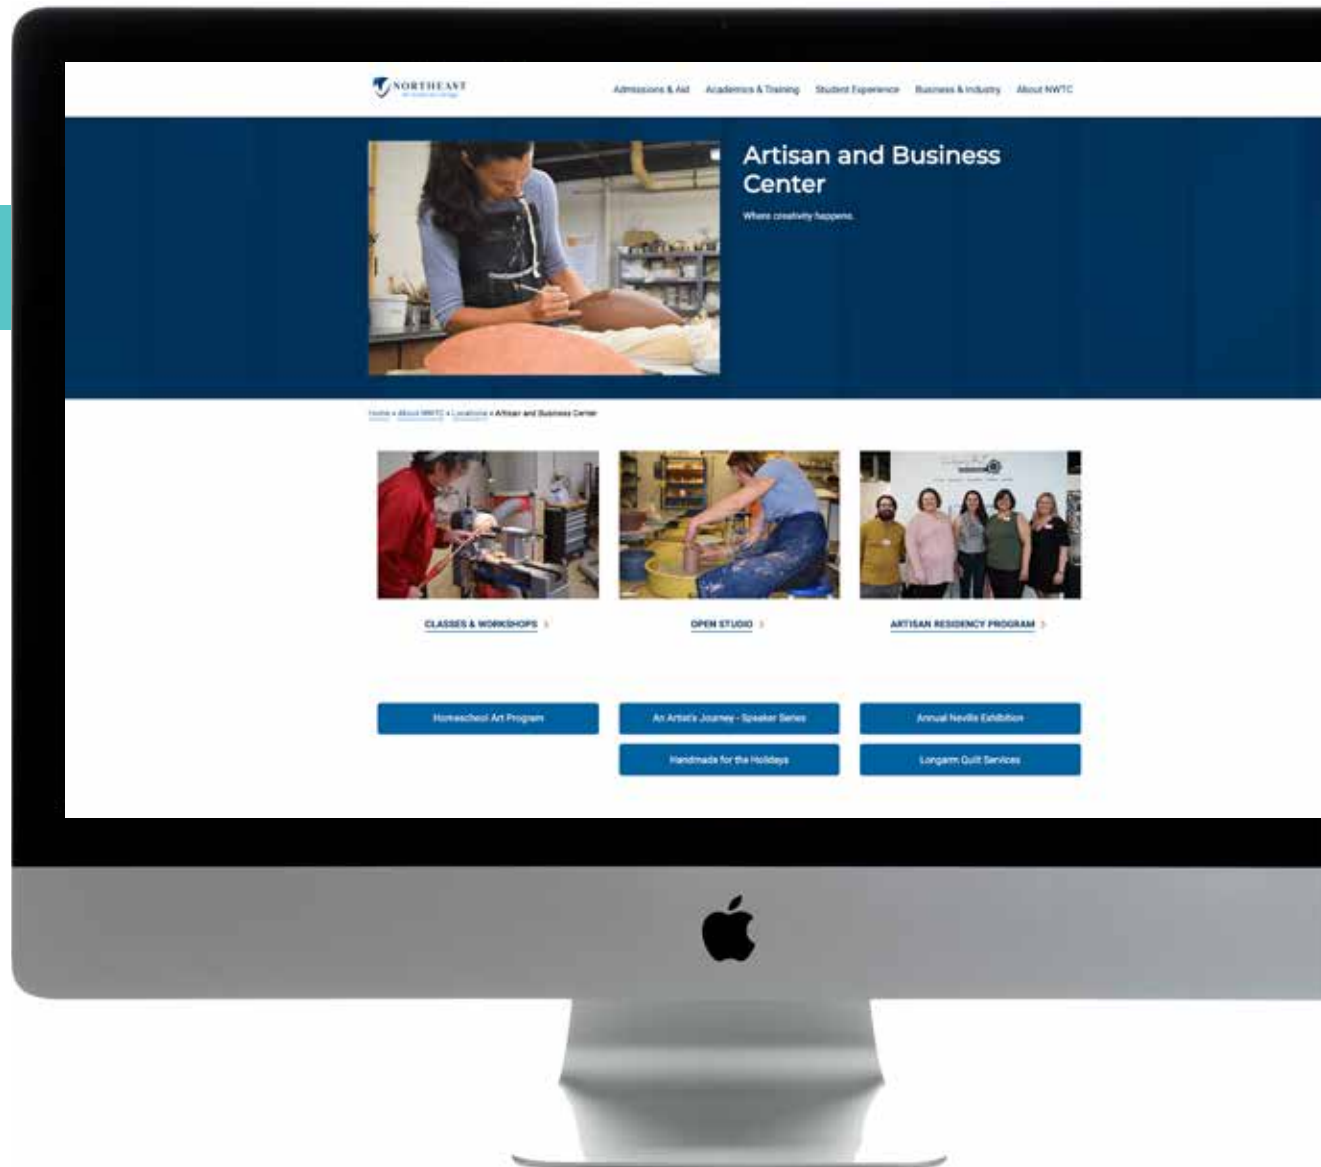 NORTHEAST
Admissions & Aid Academics & Training Student Experience Business & Industry About NWTC
Artisan and Business
Center
Where creativity happens.
Home » About NWTC » Locations » Artisan and Business Center
CLASSES & WORKSHOPS >
OPEN STUDIO >
ARTISAN RESIDENCY PROGRAM >
Homeschool Art Program
An Artist's Journey - Speaker Series
Annual Neville Exhibition
Handmade for the Holidays
Longarm Quilt Services